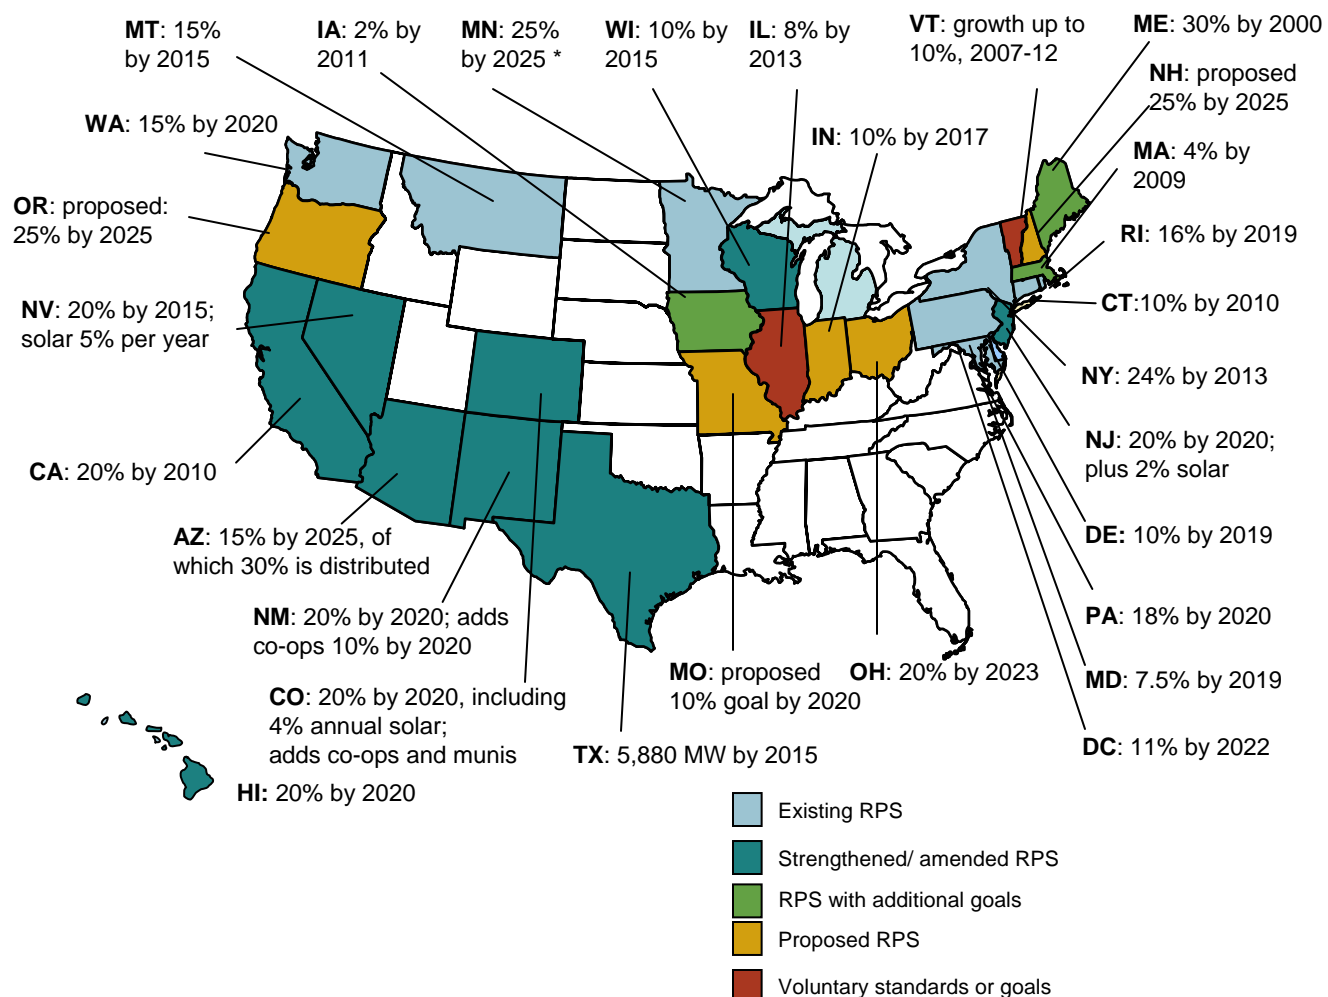 MT: 15%
by 2015
IA: 2% by
2011
MN: 25%
by 2025 *
WI: 10% by
2015
IL: 8% by
2013
VT: growth up to
10%, 2007-12
ME: 30% by 2000
NH: proposed
25% by 2025
WA: 15% by 2020
IN: 10% by 2017
MA: 4% by
2009
OR: proposed:
25% by 2025
RI: 16% by 2019
NV: 20% by 2015;
solar 5% per year
CT:10% by 2010
NY: 24% by 2013
CA: 20% by 2010
NJ: 20% by 2020;
plus 2% solar
AZ: 15% by 2025, of
which 30% is distributed
DE: 10% by 2019
NM: 20% by 2020; adds
co-ops 10% by 2020
PA: 18% by 2020
MO: proposed
10% goal by 2020
OH: 20% by 2023
MD: 7.5% by 2019
CO: 20% by 2020, including
4% annual solar;
adds co-ops and munis
TX: 5,880 MW by 2015
DC: 11% by 2022
HI: 20% by 2020
Existing RPS
Strengthened/ amended RPS
RPS with additional goals
Proposed RPS
Voluntary standards or goals